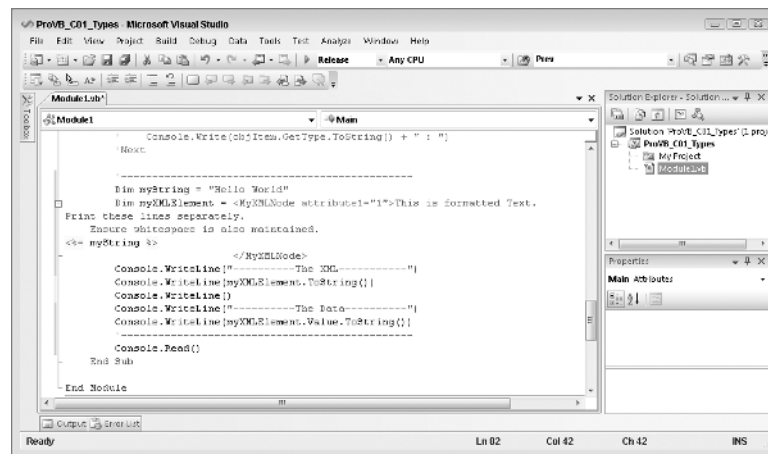 ProVB_C01_Types - Microsoft Visual Studio
File Edit View Project Build Debug Data Tools Test Analyze Window Help
Release Any CPU Prev
Toolbox
Module1.vb*
Module1 Main
' Console.Write(objItem.GetType.ToString() + " : ")
'Next
'--------------------------------------------------
Dim myString = "Hello World"
Dim myXMLElement = <MyXMLNode attribute1="1">This is formatted Text.
Print these lines separately.
Ensure whitespace is also maintained.
<%= myString %>
</MyXMLNode>
Console.WriteLine("----------The XML-----------")
Console.WriteLine(myXMLElement.ToString())
Console.WriteLine()
Console.WriteLine("----------The Data----------")
Console.WriteLine(myXMLElement.Value.ToString())
'--------------------------------------------------
Console.Read()
End Sub
End Module
Solution Explorer - Solution ...
Solution 'ProVB_C01_Types' (1 proj
ProVB_C01_Types
My Project
Module1.vb
Properties
Main Attributes
Output Error List
Ready Ln 82 Col 42 Ch 42 INS